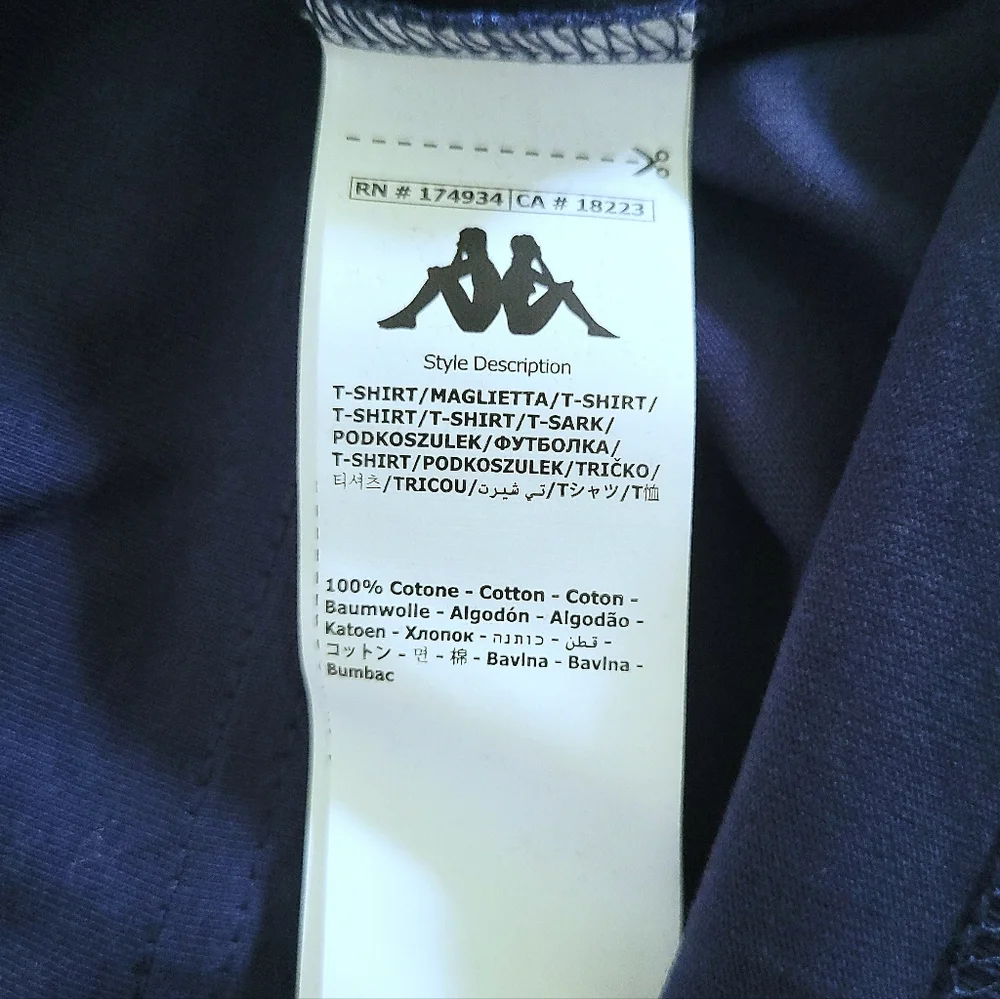 RN # 174934 CA # 18223
Style Description
T-SHIRT/MAGLIETTA/T-SHIRT/
T-SHIRT/T-SHIRT/T-SARK/
PODKOSZULEK/ФУТБОЛКА/
T-SHIRT/PODKOSZULEK/TRIČKO/
티셔츠/TRICOU/تي شيرت/Tシャツ/T恤
100% Cotone - Cotton - Coton -
Baumwolle - Algodón - Algodão -
Katoen - Хлопок - כותנה - قطن -
コットン - 면 - 棉 - Bavlna - Bavlna -
Bumbac